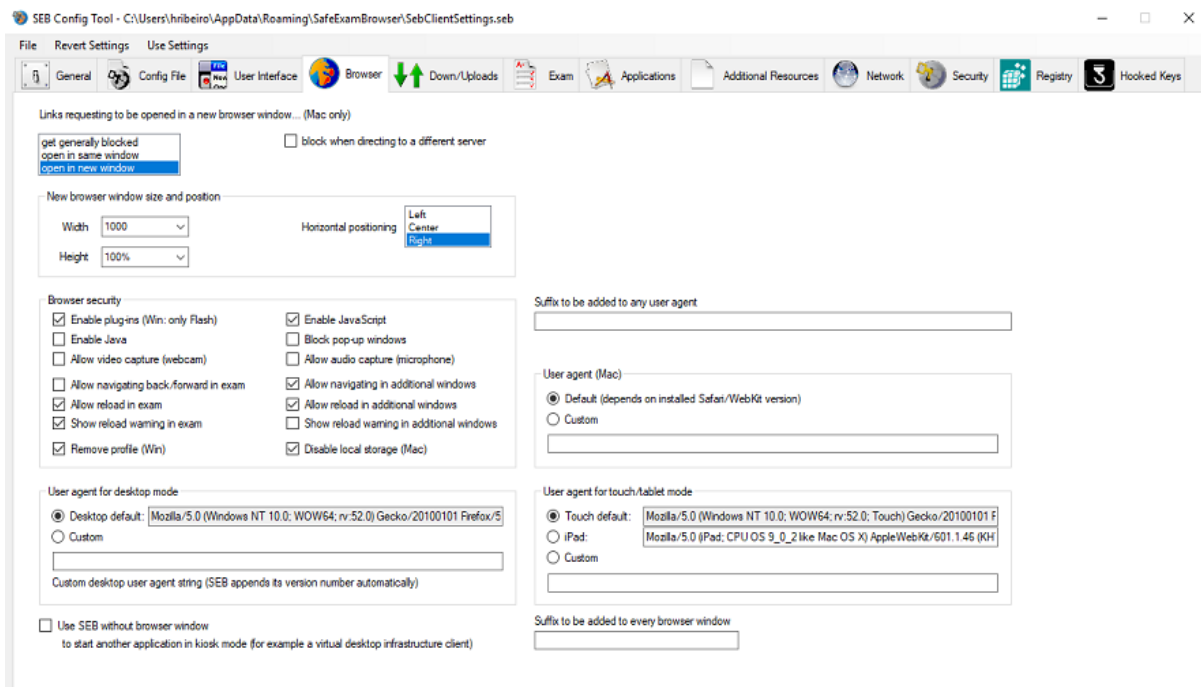 SEB Config Tool - C:\Users\hribeiro\AppData\Roaming\SafeExamBrowser\SebClientSettings.seb
File Revert Settings Use Settings
General Config File User Interface Browser Down/Uploads Exam Applications Additional Resources Network Security Registry Hooked Keys
Links requesting to be opened in a new browser window... (Mac only)
get generally blocked
open in same window
open in new window
block when directing to a different server
New browser window size and position
Width 1000
Height 100%
Horizontal positioning
Left
Center
Right
Browser security
Enable plug-ins (Win: only Flash)
Enable JavaScript
Enable Java
Block pop-up windows
Allow video capture (webcam)
Allow audio capture (microphone)
Allow navigating back/forward in exam
Allow navigating in additional windows
Allow reload in exam
Allow reload in additional windows
Show reload warning in exam
Show reload warning in additional windows
Remove profile (Win)
Disable local storage (Mac)
Suffix to be added to any user agent
User agent (Mac)
Default (depends on installed Safari/WebKit version)
Custom
User agent for desktop mode
Desktop default: Mozilla/5.0 (Windows NT 10.0; WOW64; rv:52.0) Gecko/20100101 Firefox/5
Custom
Custom desktop user agent string (SEB appends its version number automatically)
User agent for touch/tablet mode
Touch default: Mozilla/5.0 (Windows NT 10.0; WOW64; rv:52.0; Touch) Gecko/20100101 F
iPad: Mozilla/5.0 (iPad; CPU OS 9_0_2 like Mac OS X) AppleWebKit/601.1.46 (KH
Custom
Use SEB without browser window
to start another application in kiosk mode (for example a virtual desktop infrastructure client)
Suffix to be added to every browser window